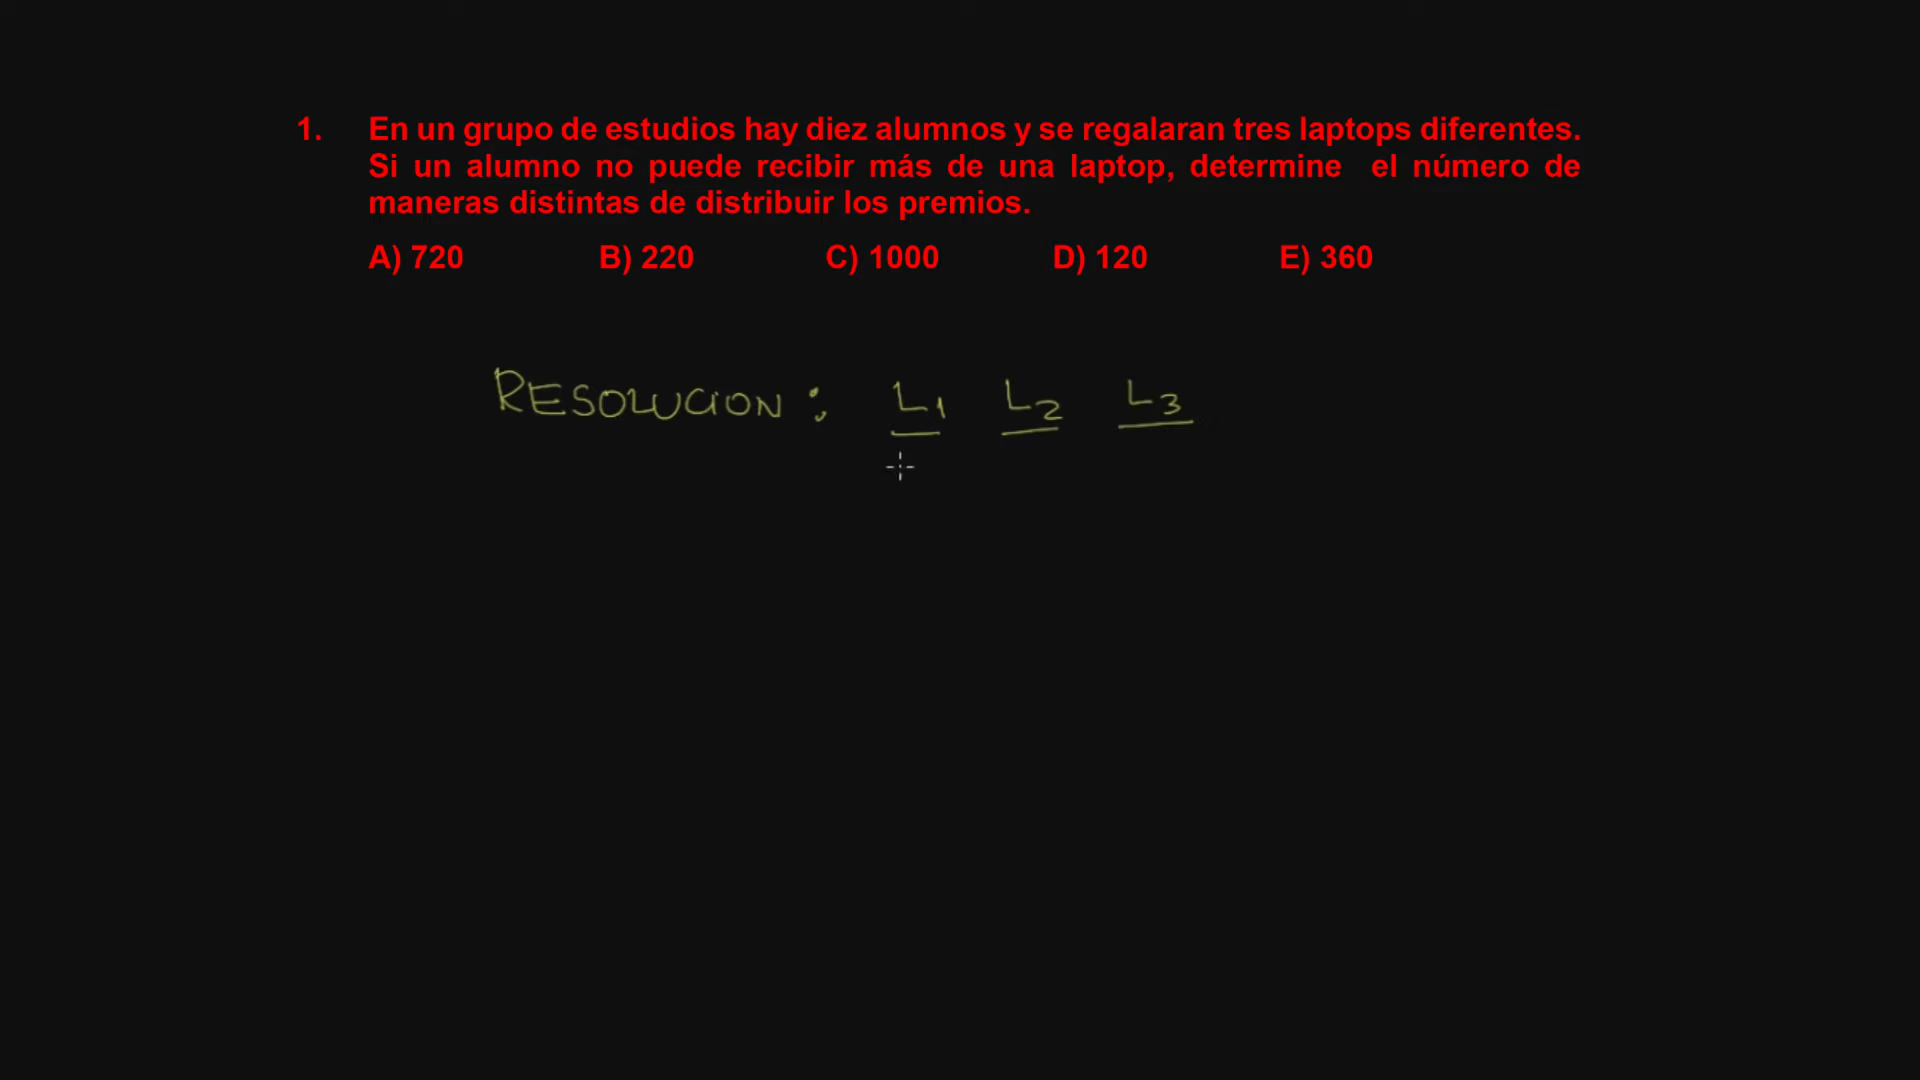 1. En un grupo de estudios hay diez alumnos y se regalaran tres laptops diferentes.
Si un alumno no puede recibir más de una laptop, determine el número de
maneras distintas de distribuir los premios.
A) 720 B) 220 C) 1000 D) 120 E) 360
RESOLUCION: L1 L2 L3